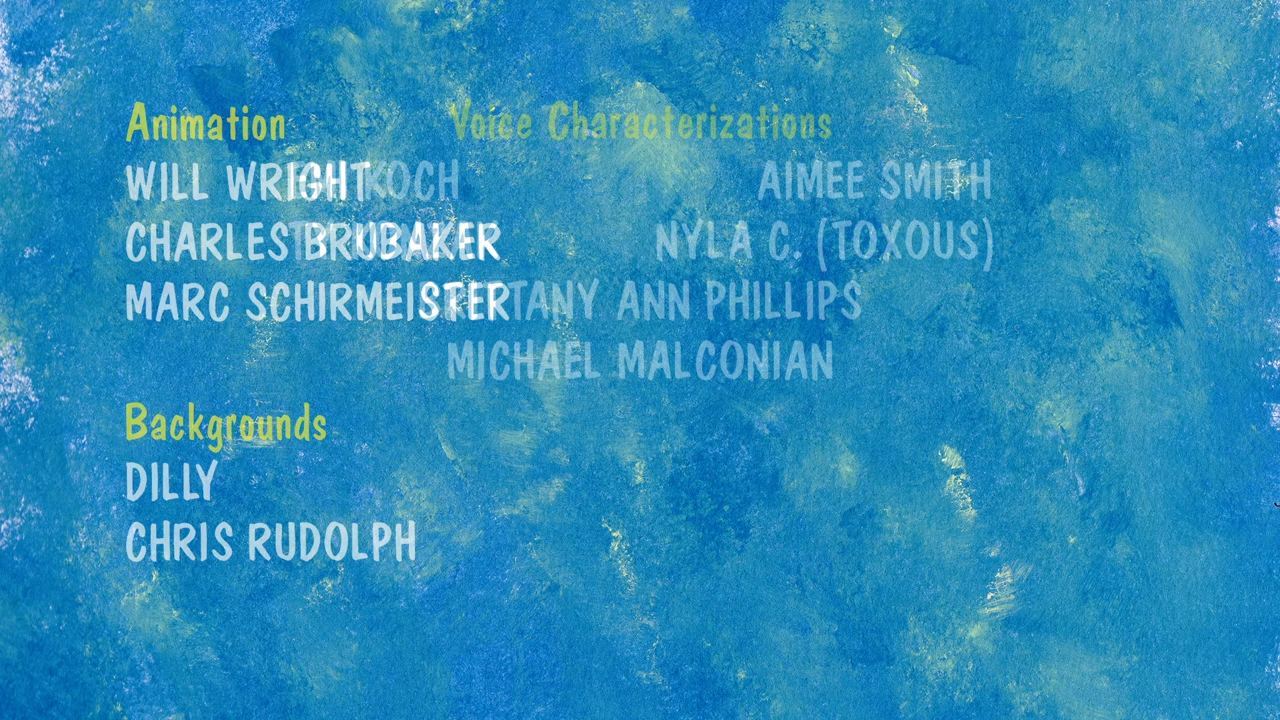 Animation
WILL WRIGHT
CHARLES BRUBAKER
MARC SCHIRMEISTER
Backgrounds
DILLY
CHRIS RUDOLPH
Voice Characterizations
KOCH AIMEE SMITH
NYLA C. (TOXOUS)
ANN PHILLIPS
MICHAEL MALCONIAN